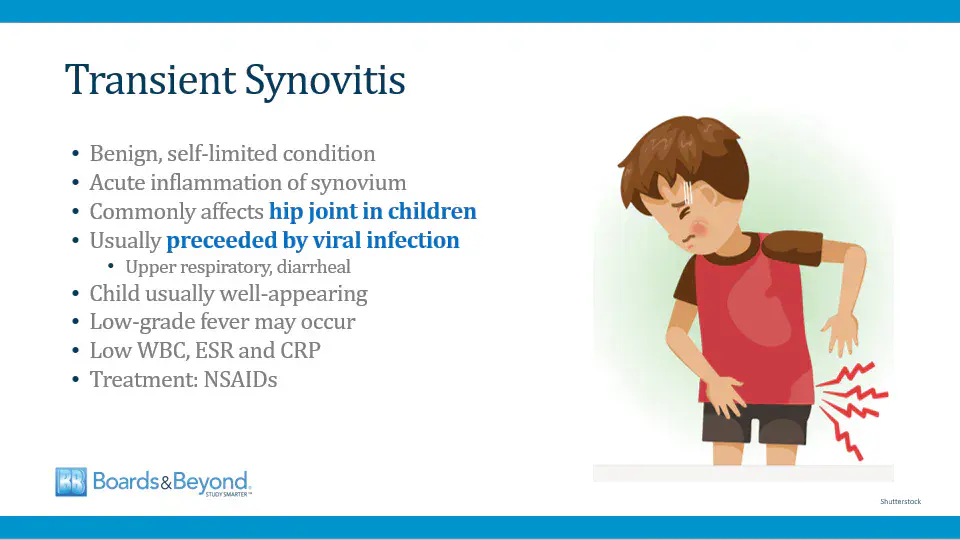 Transient Synovitis
• Benign, self-limited condition
• Acute inflammation of synovium
• Commonly affects hip joint in children
• Usually preceeded by viral infection
• Upper respiratory, diarrheal
• Child usually well-appearing
• Low-grade fever may occur
• Low WBC, ESR and CRP
• Treatment: NSAIDs
BB Boards&Beyond.
STUDY SMARTER™
Shutterstock